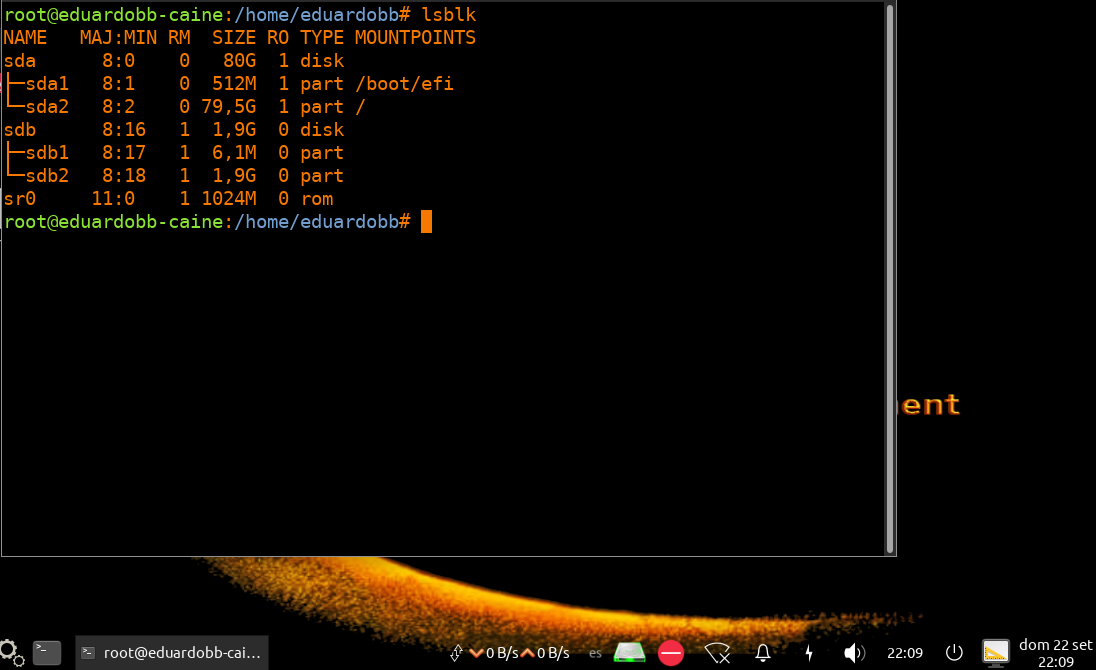 root@eduardobb-caine:/home/eduardobb# lsblk
NAME   MAJ:MIN RM  SIZE RO TYPE MOUNTPOINTS
sda      8:0    0   80G  1 disk
├─sda1   8:1    0  512M  1 part /boot/efi
└─sda2   8:2    0 79,5G  1 part /
sdb      8:16   1  1,9G  0 disk
├─sdb1   8:17   1  6,1M  0 part
└─sdb2   8:18   1  1,9G  0 part
sr0     11:0    1 1024M  0 rom
root@eduardobb-caine:/home/eduardobb#
ent
root@eduardobb-cai... 0 B/s 0 B/s es 22:09 dom 22 set
22:09